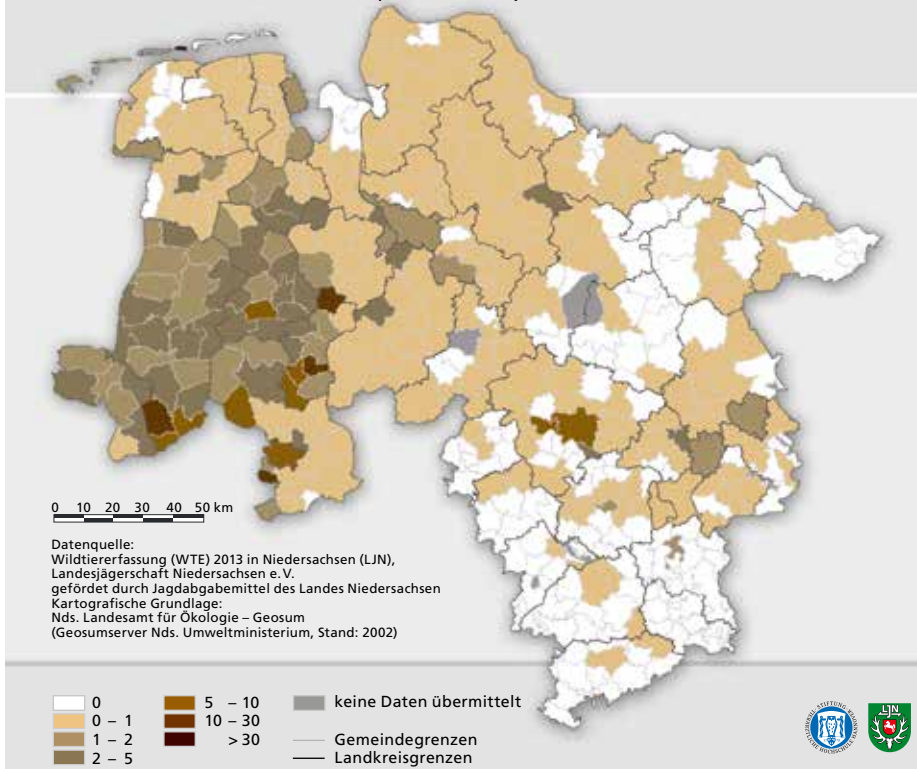 0 10 20 30 40 50 km
Datenquelle:
Wildtiererfassung (WTE) 2013 in Niedersachsen (LJN),
Landesjägerschaft Niedersachsen e. V.
gefördet durch Jagdabgabemittel des Landes Niedersachsen
Kartografische Grundlage:
Nds. Landesamt für Ökologie – Geosum
(Geosumserver Nds. Umweltministerium, Stand: 2002)
0
0 – 1
1 – 2
2 – 5
5 – 10
10 – 30
> 30
keine Daten übermittelt
Gemeindegrenzen
Landkreisgrenzen
LJN